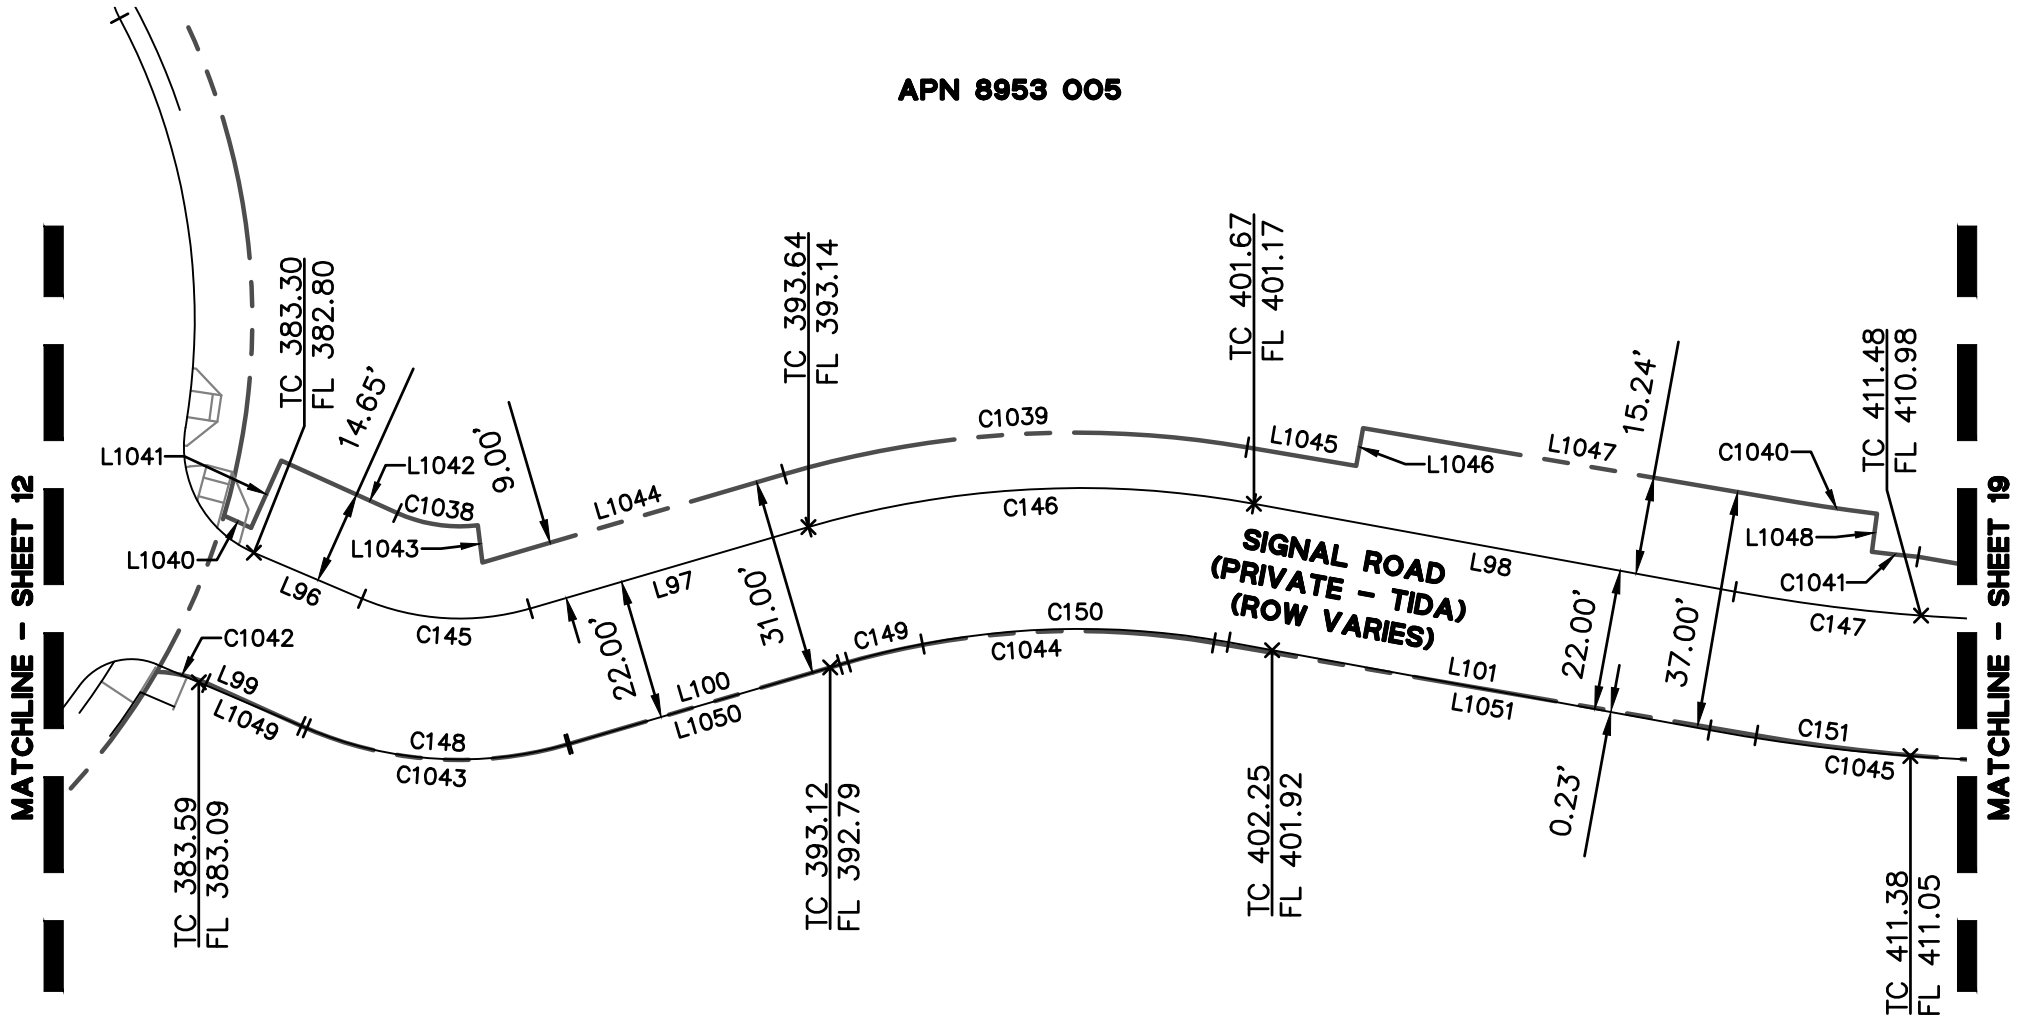 APN 8953 005
MATCHLINE - SHEET 12
TC 383.30
FL 382.80
TC 393.64
FL 393.14
TC 401.67
FL 401.17
TC 411.48
FL 410.98
L1041
14.65'
L1042
C1038
L1043
9.00'
L1044
C1039
L1045
L1046
L1047
15.24'
C1040
L1048
C1041
L1040
L96
C145
L97
C146
L98
C147
SIGNAL ROAD
(PRIVATE - TIDA)
(ROW VARIES)
C1042
L99
L1049
C148
C1043
22.00'
L100
L1050
31.00'
C149
C150
C1044
L101
L1051
22.00'
37.00'
0.23'
C151
C1045
TC 383.59
FL 383.09
TC 393.12
FL 392.79
TC 402.25
FL 401.92
TC 411.38
FL 411.05
MATCHLINE - SHEET 19